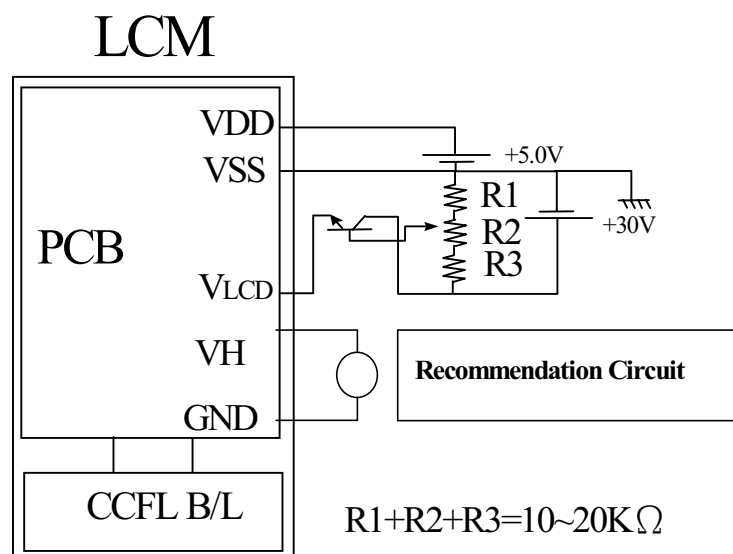 LCM
VDD
+5.0V
VSS
R1
+30V
R2
PCB
R3
VLCD
VH
Recommendation Circuit
GND
CCFL B/L
R1+R2+R3=10~20KΩ